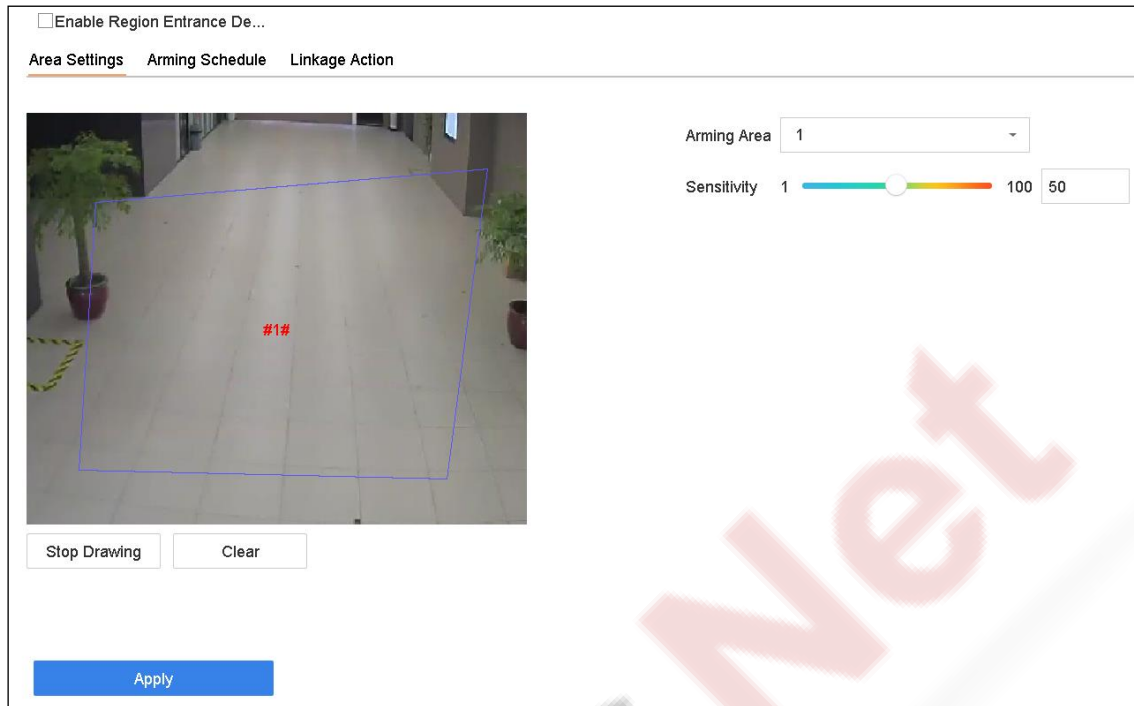 Enable Region Entrance De...
Area Settings Arming Schedule Linkage Action
Arming Area 1
Sensitivity 1 100 50
#1#
Stop Drawing Clear
Apply
Net